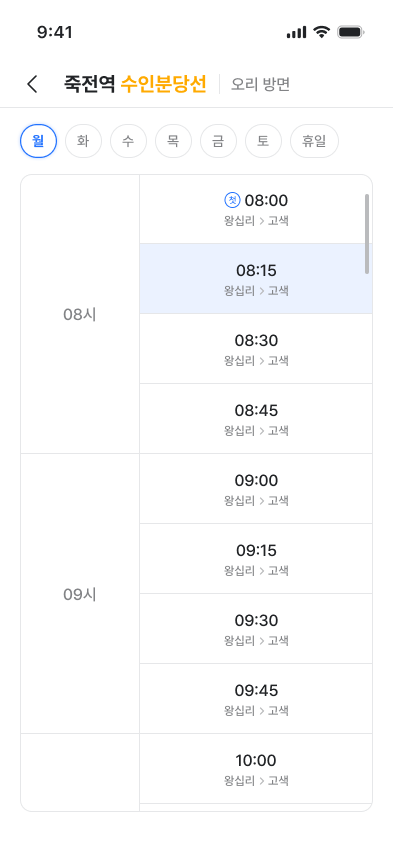 9:41
죽전역 수인분당선 오리 방면
월 화 수 목 금 토 휴일
08시
첫 08:00
왕십리 > 고색
08:15
왕십리 > 고색
08:30
왕십리 > 고색
08:45
왕십리 > 고색
09시
09:00
왕십리 > 고색
09:15
왕십리 > 고색
09:30
왕십리 > 고색
09:45
왕십리 > 고색
10:00
왕십리 > 고색